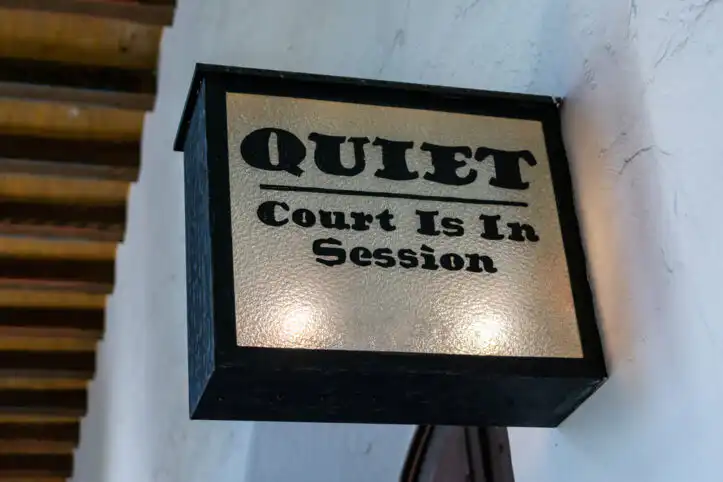 QUIET
Court Is In
Session